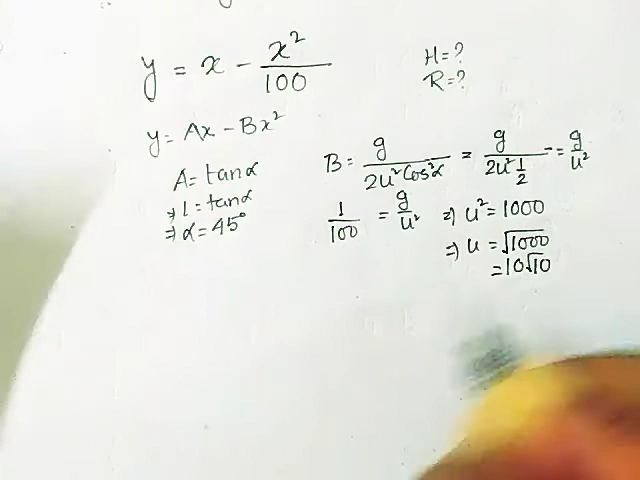 y = x - x²/100
H = ?
R = ?
y = Ax - Bx²
A = tanα
⇒ 1 = tanα
⇒ α = 45°
B = g/2u²Cos²α = g/2u²½ == g/u²
1/100 = g/u² ⇒ u² = 1000
⇒ u = √1000
= 10√10